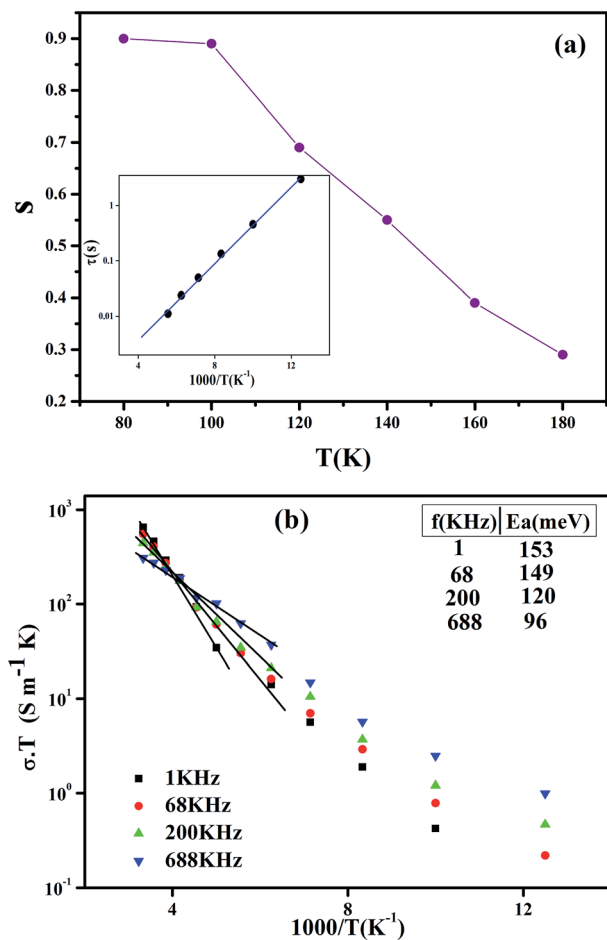 (a)
0.9
0.8
0.7
0.6
0.5
0.4
0.3
0.2
S
80 100 120 140 160 180
T(K)
1
0.1
0.01
τ(s)
4 8 12
1000/T(K⁻¹)
(b)
f(KHz) Ea(meV)
1 153
68 149
200 120
688 96
10³
10²
10¹
10⁰
10⁻¹
σ.T (S m⁻¹ K)
1KHz
68KHz
200KHz
688KHz
4 8 12
1000/T(K⁻¹)